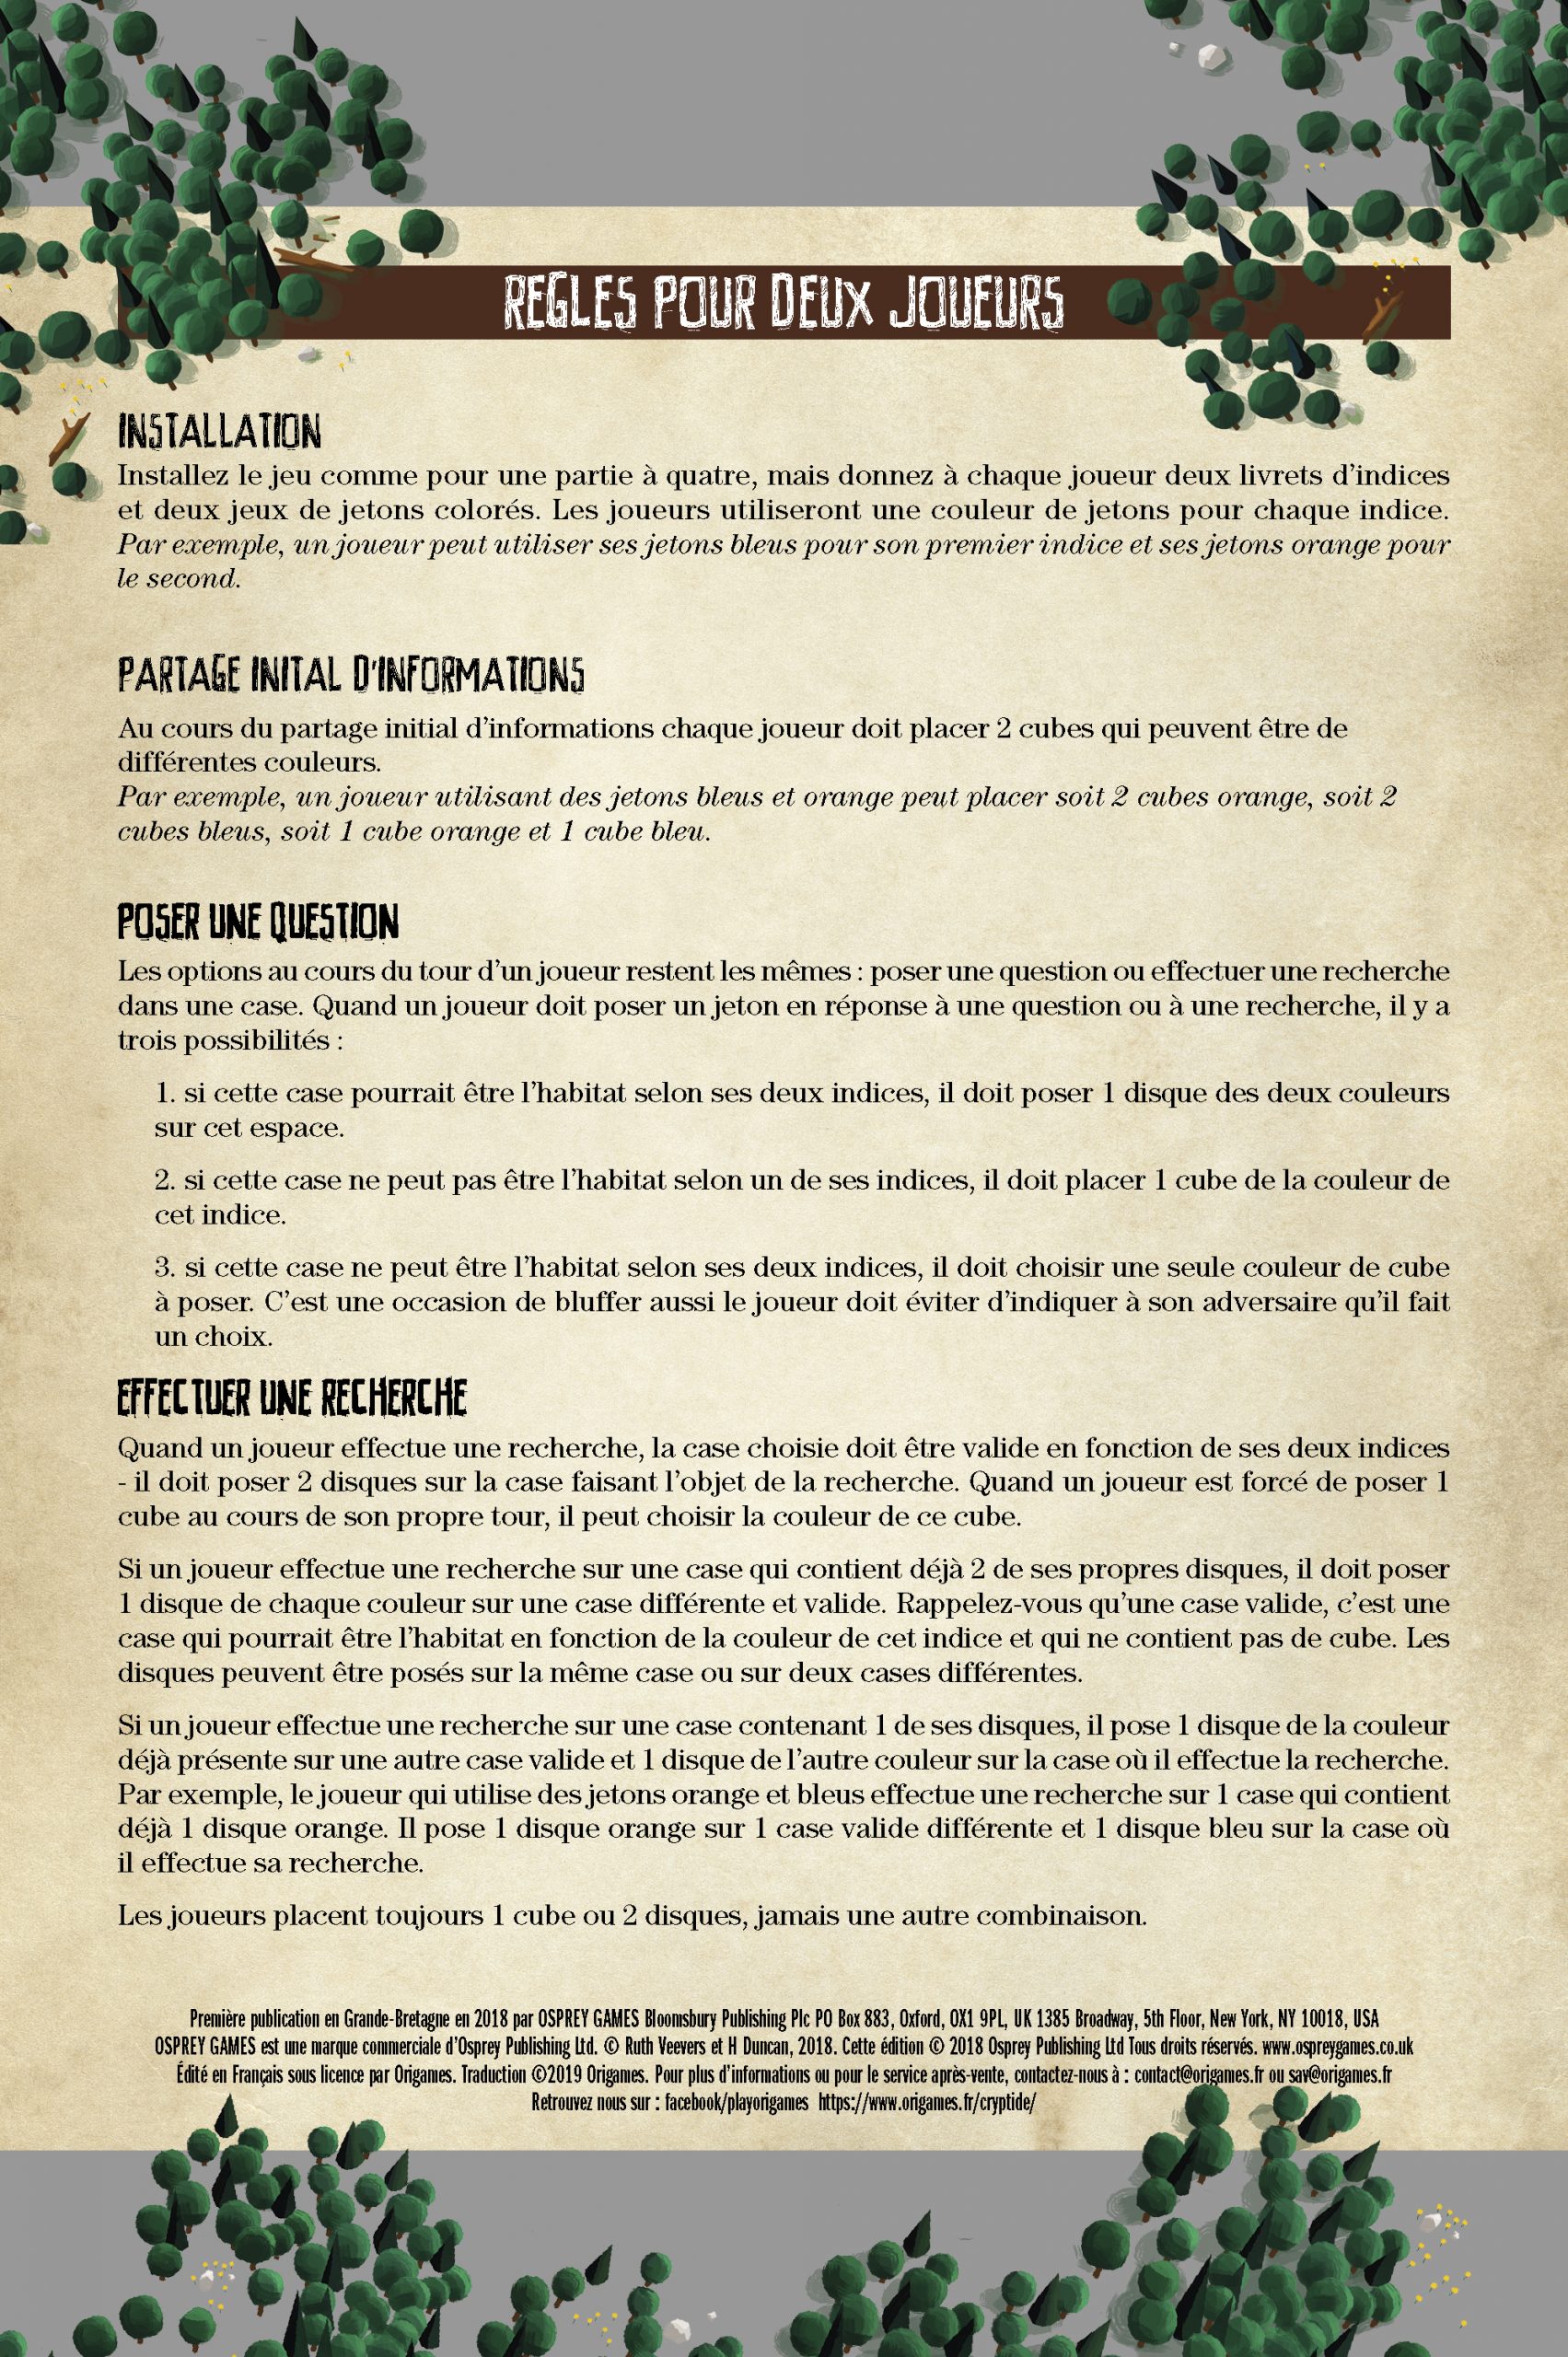 REGLES POUR DEUX JOUEURS
INSTALLATION
Installez le jeu comme pour une partie à quatre, mais donnez à chaque joueur deux livrets d'indices
et deux jeux de jetons colorés. Les joueurs utiliseront une couleur de jetons pour chaque indice.
Par exemple, un joueur peut utiliser ses jetons bleus pour son premier indice et ses jetons orange pour
le second.
PARTAGE INITAL D'INFORMATIONS
Au cours du partage initial d'informations chaque joueur doit placer 2 cubes qui peuvent être de
différentes couleurs.
Par exemple, un joueur utilisant des jetons bleus et orange peut placer soit 2 cubes orange, soit 2
cubes bleus, soit 1 cube orange et 1 cube bleu.
POSER UNE QUESTION
Les options au cours du tour d'un joueur restent les mêmes : poser une question ou effectuer une recherche
dans une case. Quand un joueur doit poser un jeton en réponse à une question ou à une recherche, il y a
trois possibilités :
1. si cette case pourrait être l'habitat selon ses deux indices, il doit poser 1 disque des deux couleurs
sur cet espace.
2. si cette case ne peut pas être l'habitat selon un de ses indices, il doit placer 1 cube de la couleur de
cet indice.
3. si cette case ne peut être l'habitat selon ses deux indices, il doit choisir une seule couleur de cube
à poser. C'est une occasion de bluffer aussi le joueur doit éviter d'indiquer à son adversaire qu'il fait
un choix.
EFFECTUER UNE RECHERCHE
Quand un joueur effectue une recherche, la case choisie doit être valide en fonction de ses deux indices
- il doit poser 2 disques sur la case faisant l'objet de la recherche. Quand un joueur est forcé de poser 1
cube au cours de son propre tour, il peut choisir la couleur de ce cube.
Si un joueur effectue une recherche sur une case qui contient déjà 2 de ses propres disques, il doit poser
1 disque de chaque couleur sur une case différente et valide. Rappelez-vous qu'une case valide, c'est une
case qui pourrait être l'habitat en fonction de la couleur de cet indice et qui ne contient pas de cube. Les
disques peuvent être posés sur la même case ou sur deux cases différentes.
Si un joueur effectue une recherche sur une case contenant 1 de ses disques, il pose 1 disque de la couleur
déjà présente sur une autre case valide et 1 disque de l'autre couleur sur la case où il effectue la recherche.
Par exemple, le joueur qui utilise des jetons orange et bleus effectue une recherche sur 1 case qui contient
déjà 1 disque orange. Il pose 1 disque orange sur 1 case valide différente et 1 disque bleu sur la case où
il effectue sa recherche.
Les joueurs placent toujours 1 cube ou 2 disques, jamais une autre combinaison.
Première publication en Grande-Bretagne en 2018 par OSPREY GAMES Bloomsbury Publishing Plc PO Box 883, Oxford, OX1 9PL, UK 1385 Broadway, 5th Floor, New York, NY 10018, USA
OSPREY GAMES est une marque commerciale d'Osprey Publishing Ltd. © Ruth Veevers et H Duncan, 2018. Cette édition © 2018 Osprey Publishing Ltd Tous droits réservés. www.ospreygames.co.uk
Édité en Français sous licence par Origames. Traduction ©2019 Origames. Pour plus d'informations ou pour le service après-vente, contactez-nous à : contact@origames.fr ou sav@origames.fr
Retrouvez nous sur : facebook/playorigames https://www.origames.fr/cryptide/